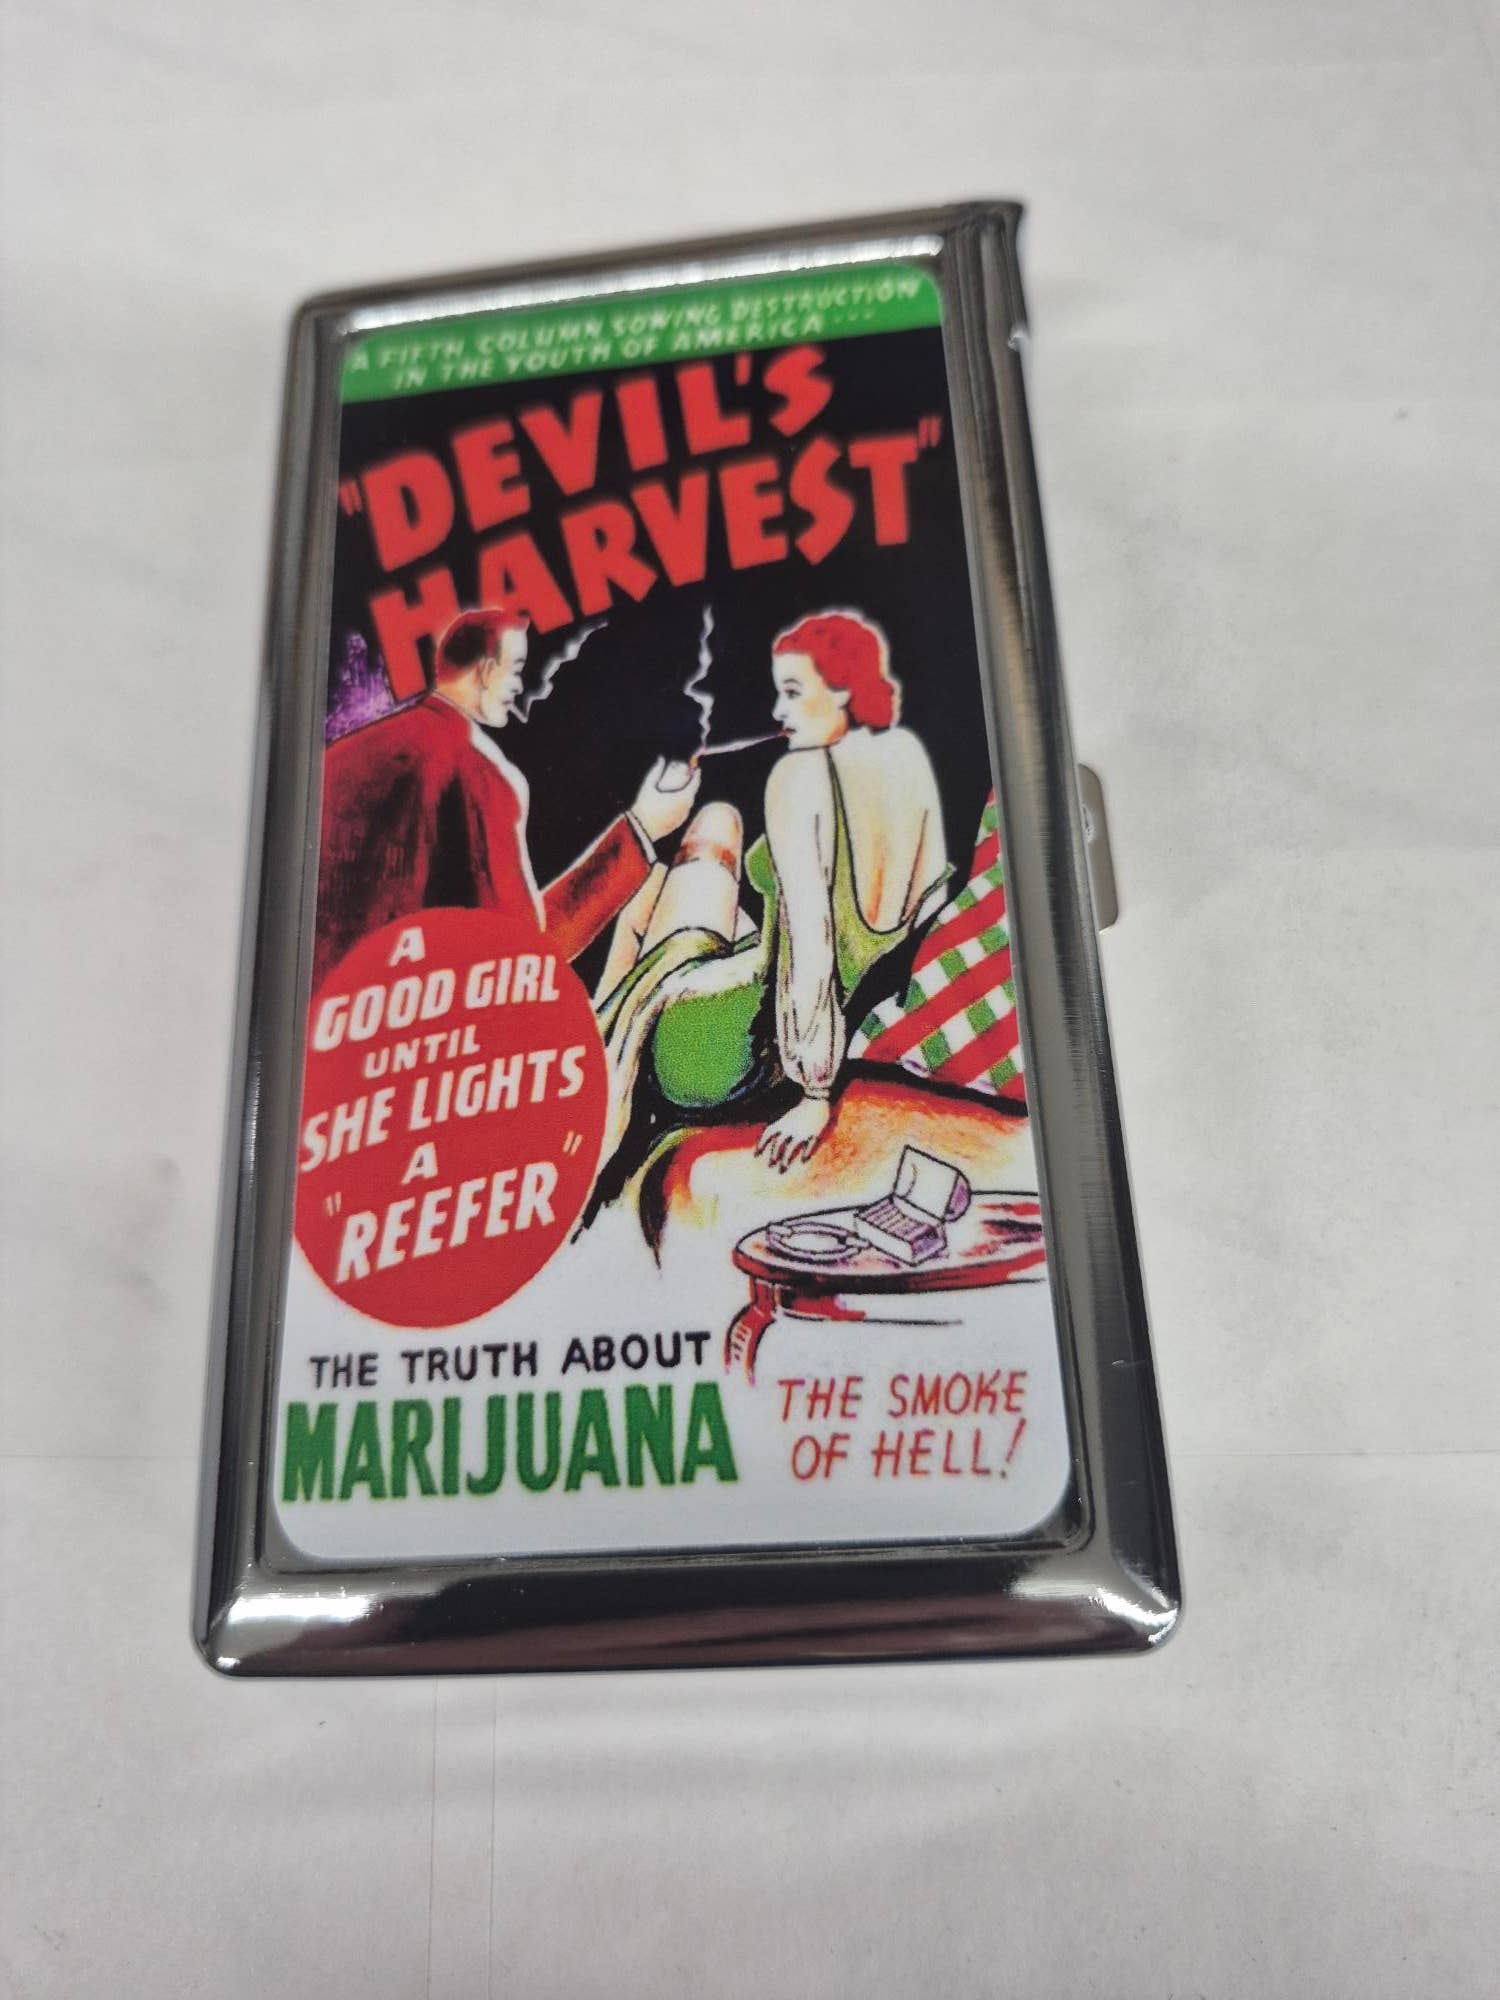 A FIFTH COLUMN SOWING DESTRUCTION
IN THE YOUTH OF AMERICA...
"DEVIL'S
HARVEST"
A
GOOD GIRL
UNTIL
SHE LIGHTS
A
"REEFER"
THE TRUTH ABOUT
MARIJUANA
THE SMOKE
OF HELL!